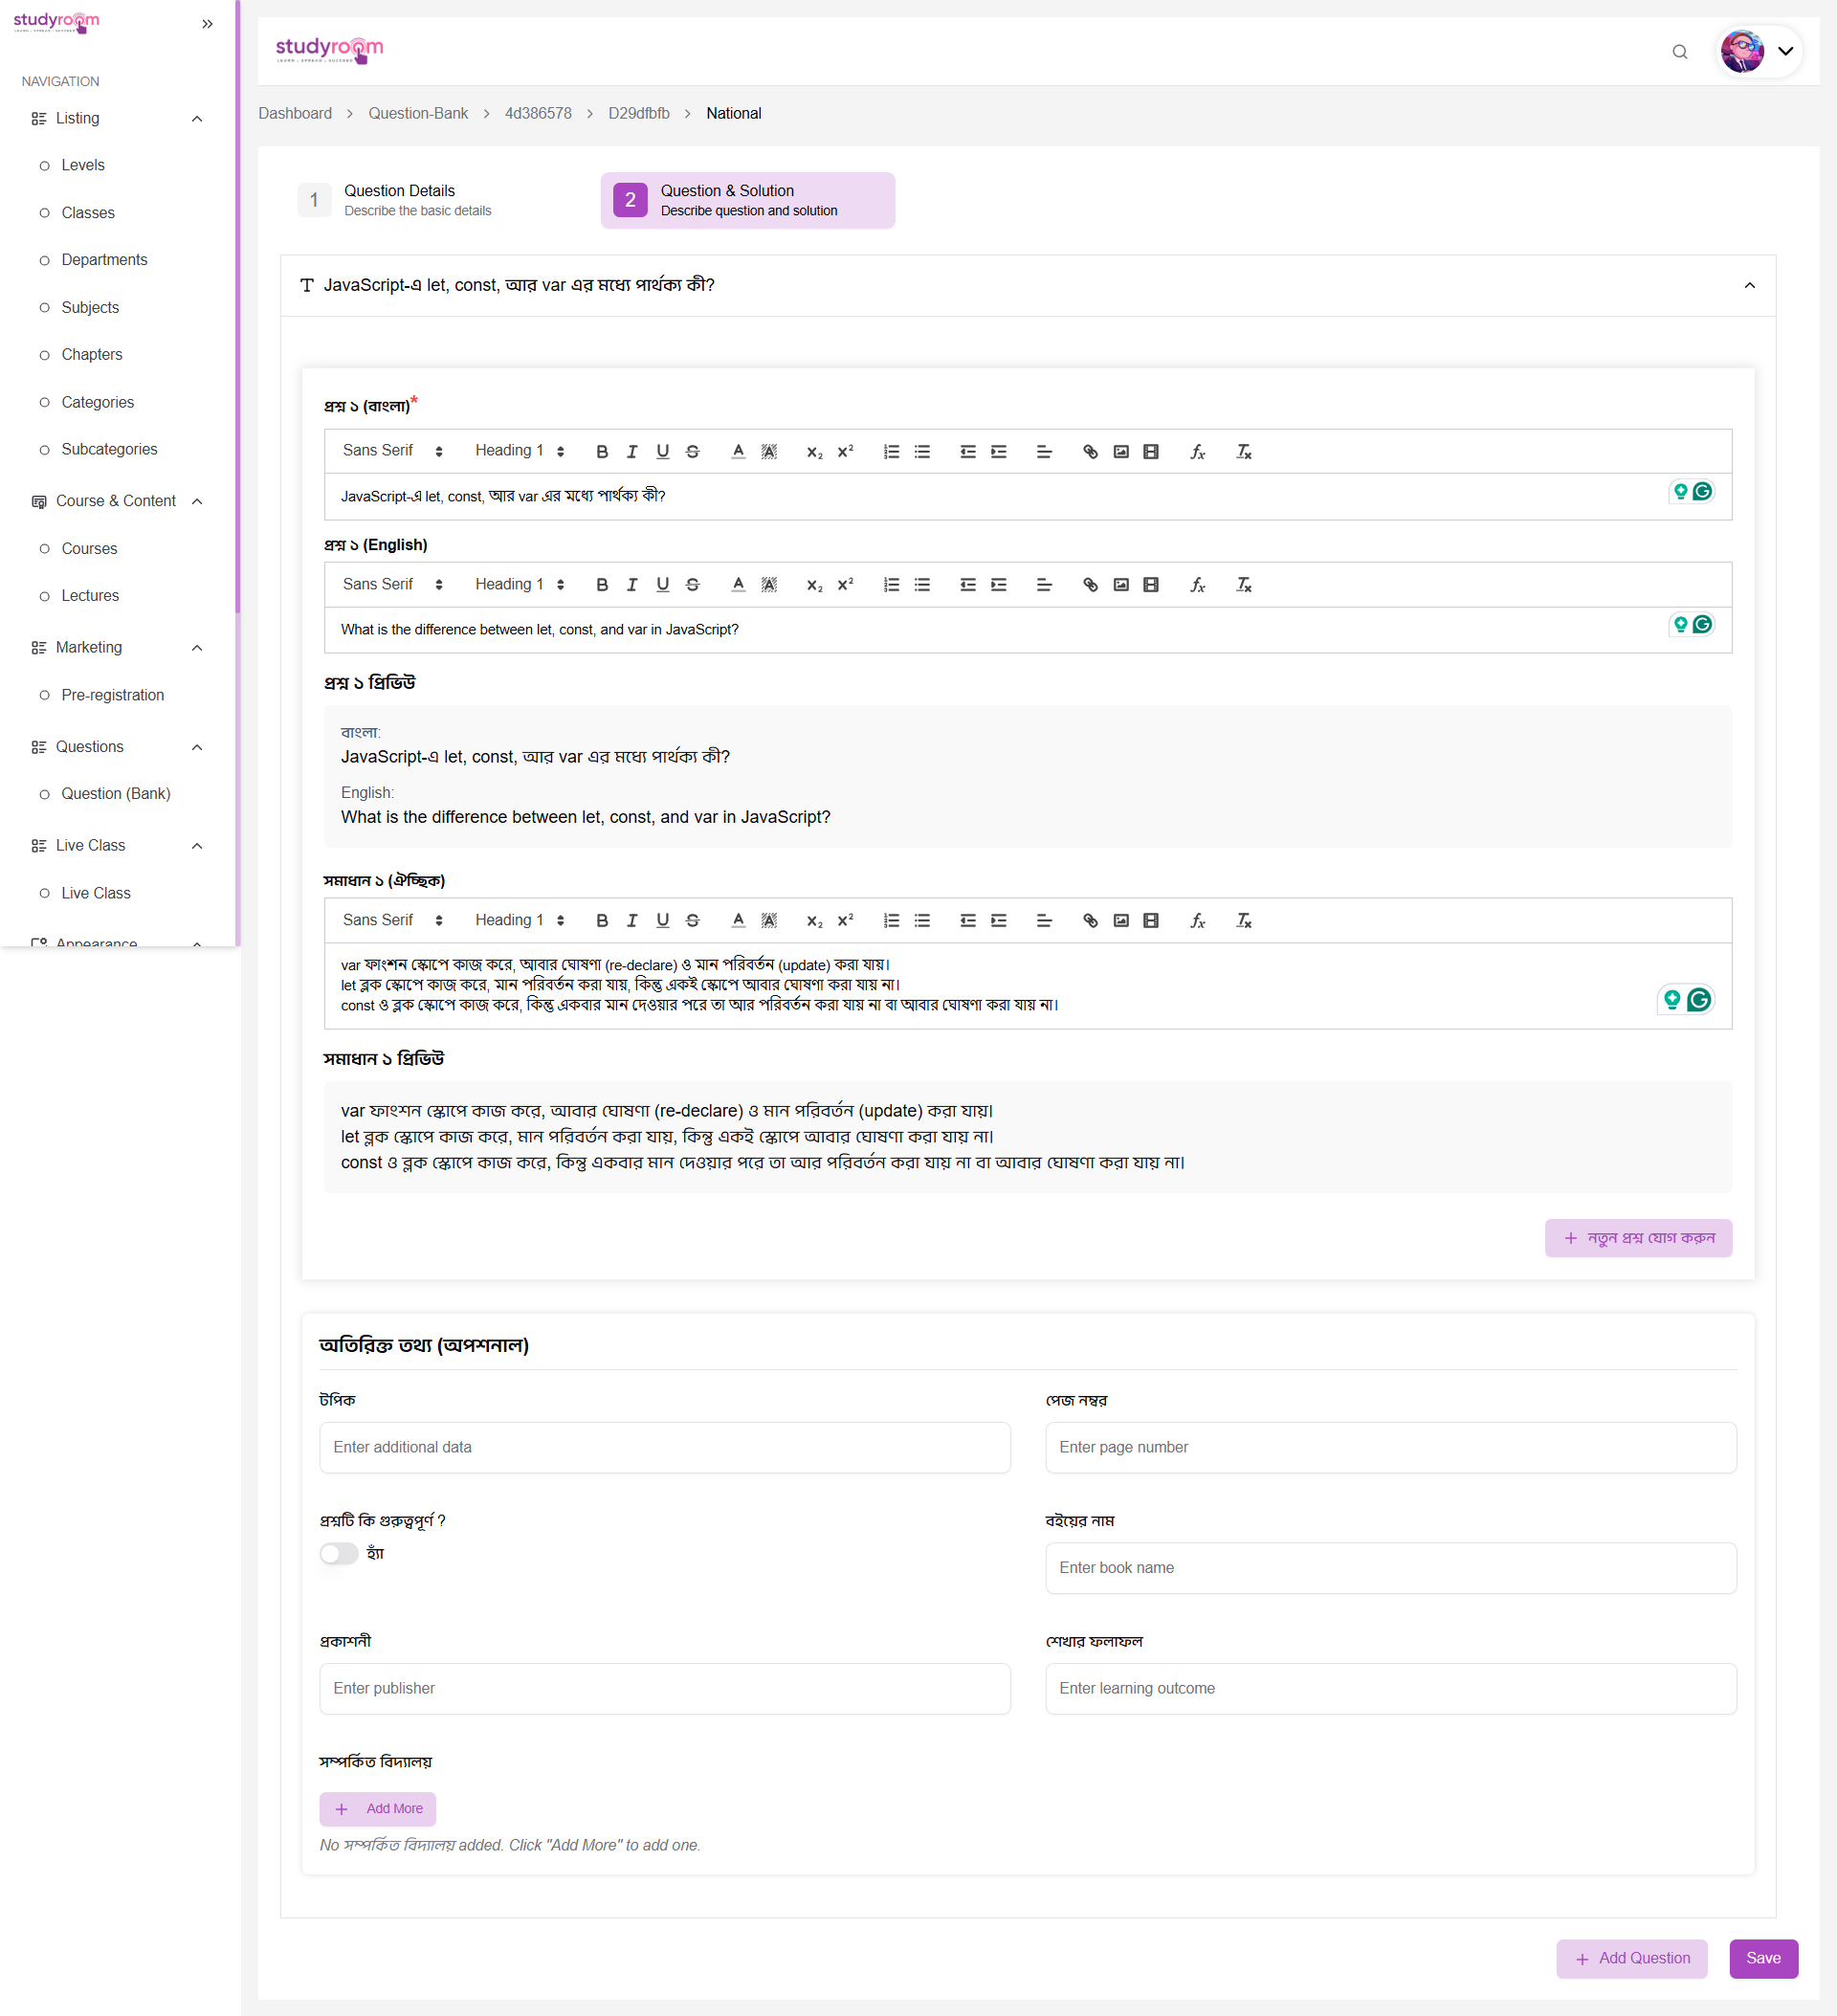 studyroom
LEARN . SPREAD . SUCCEED
NAVIGATION
Listing
Levels
Classes
Departments
Subjects
Chapters
Categories
Subcategories
Course & Content
Courses
Lectures
Marketing
Pre-registration
Questions
Question (Bank)
Live Class
Live Class
Appearance
studyroom
LEARN . SPREAD . SUCCEED
Dashboard > Question-Bank > 4d386578 > D29dfbfb > National
1 Question Details
Describe the basic details
2 Question & Solution
Describe question and solution
JavaScript-এ let, const, আর var এর মধ্যে পার্থক্য কী?
প্রশ্ন ১ (বাংলা)*
Sans Serif Heading 1
JavaScript-এ let, const, আর var এর মধ্যে পার্থক্য কী?
প্রশ্ন ১ (English)
Sans Serif Heading 1
What is the difference between let, const, and var in JavaScript?
প্রশ্ন ১ প্রিভিউ
বাংলা:
JavaScript-এ let, const, আর var এর মধ্যে পার্থক্য কী?
English:
What is the difference between let, const, and var in JavaScript?
সমাধান ১ (ঐচ্ছিক)
Sans Serif Heading 1
var ফাংশন স্কোপে কাজ করে, আবার ঘোষণা (re-declare) ও মান পরিবর্তন (update) করা যায়।
let ব্লক স্কোপে কাজ করে, মান পরিবর্তন করা যায়, কিন্তু একই স্কোপে আবার ঘোষণা করা যায় না।
const ও ব্লক স্কোপে কাজ করে, কিন্তু একবার মান দেওয়ার পরে তা আর পরিবর্তন করা যায় না বা আবার ঘোষণা করা যায় না।
সমাধান ১ প্রিভিউ
var ফাংশন স্কোপে কাজ করে, আবার ঘোষণা (re-declare) ও মান পরিবর্তন (update) করা যায়।
let ব্লক স্কোপে কাজ করে, মান পরিবর্তন করা যায়, কিন্তু একই স্কোপে আবার ঘোষণা করা যায় না।
const ও ব্লক স্কোপে কাজ করে, কিন্তু একবার মান দেওয়ার পরে তা আর পরিবর্তন করা যায় না বা আবার ঘোষণা করা যায় না।
+ নতুন প্রশ্ন যোগ করুন
অতিরিক্ত তথ্য (অপশনাল)
টপিক
Enter additional data
পেজ নম্বর
Enter page number
প্রশ্নটি কি গুরুত্বপূর্ণ ?
হ্যাঁ
বইয়ের নাম
Enter book name
প্রকাশনী
Enter publisher
শেখার ফলাফল
Enter learning outcome
সম্পর্কিত বিদ্যালয়
+ Add More
No সম্পর্কিত বিদ্যালয় added. Click "Add More" to add one.
+ Add Question
Save